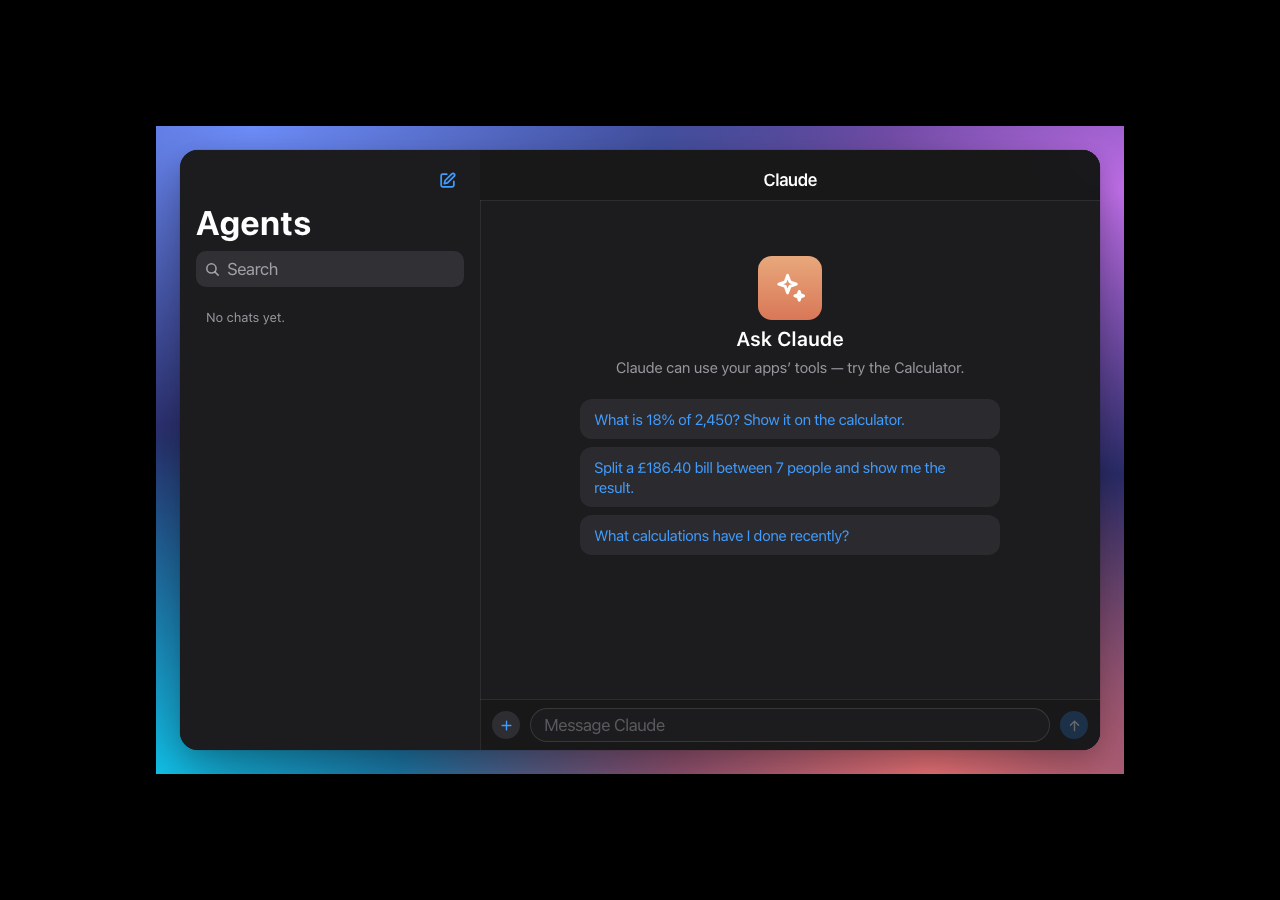 Claude
Agents
Search
No chats yet.
Ask Claude
Claude can use your apps’ tools — try the Calculator.
What is 18% of 2,450? Show it on the calculator.
Split a £186.40 bill between 7 people and show me the
result.
What calculations have I done recently?
Message Claude